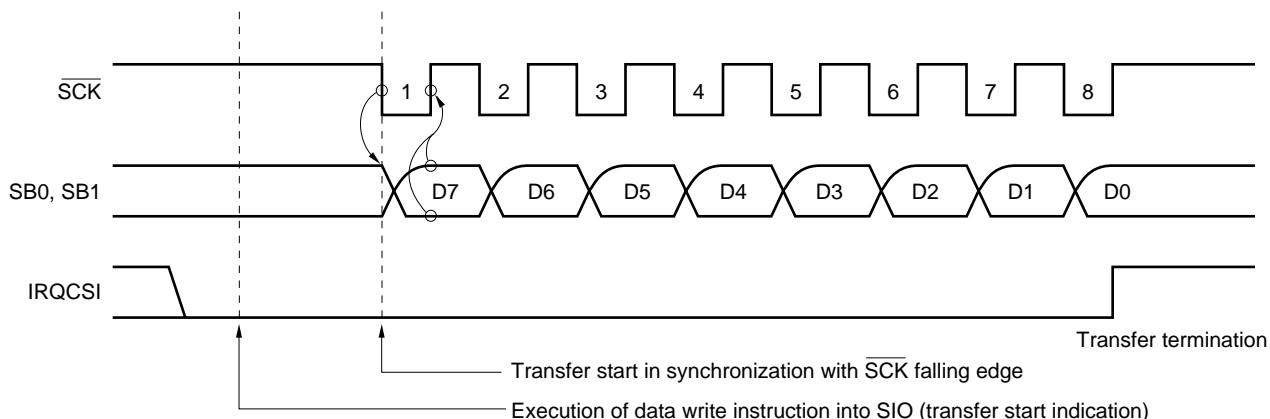 SCK 1 2 3 4 5 6 7 8
SB0, SB1 D7 D6 D5 D4 D3 D2 D1 D0
IRQCSI
Transfer termination
Transfer start in synchronization with SCK falling edge
Execution of data write instruction into SIO (transfer start indication)